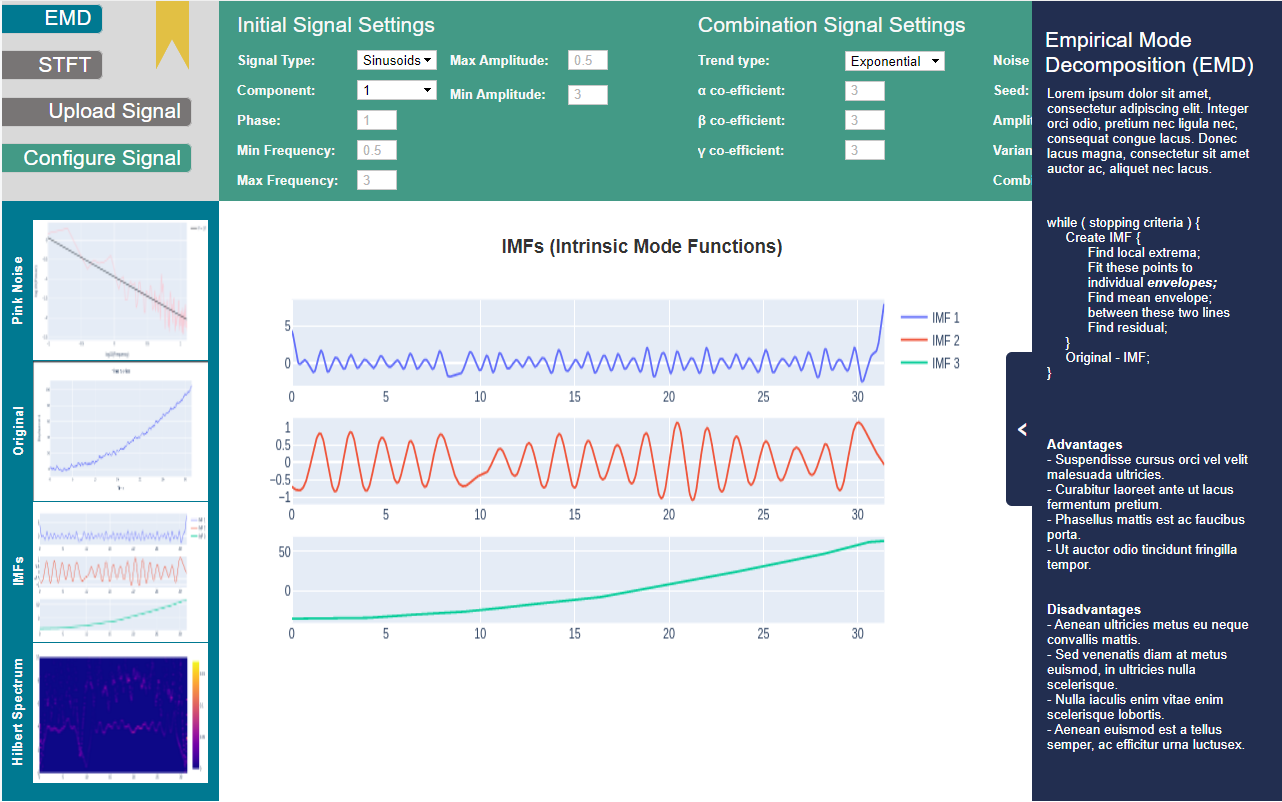 EMD
STFT
Upload Signal
Configure Signal
Initial Signal Settings
Signal Type:
Sinusoids
Max Amplitude:
0.5
Component:
1
Min Amplitude:
3
Phase:
1
Min Frequency:
0.5
Max Frequency:
3
Combination Signal Settings
Trend type:
Exponential
Noise
α co-efficient:
3
Seed:
β co-efficient:
3
Ampli
γ co-efficient:
3
Varian
Combi
Pink Noise
Original
IMFs
Hilbert Spectrum
IMFs (Intrinsic Mode Functions)
5
0
0 5 10 15 20 25 30
IMF 1
IMF 2
IMF 3
1
0.5
0
−0.5
−1
0 5 10 15 20 25 30
50
0
0 5 10 15 20 25 30
<
Empirical Mode
Decomposition (EMD)
Lorem ipsum dolor sit amet,
consectetur adipiscing elit. Integer
orci odio, pretium nec ligula nec,
consequat congue lacus. Donec
lacus magna, consectetur sit amet
auctor ac, aliquet nec lacus.
while ( stopping criteria ) {
Create IMF {
Find local extrema;
Fit these points to
individual envelopes;
Find mean envelope;
between these two lines
Find residual;
}
Original - IMF;
}
Advantages
- Suspendisse cursus orci vel velit
malesuada ultricies.
- Curabitur laoreet ante ut lacus
fermentum pretium.
- Phasellus mattis est ac faucibus
porta.
- Ut auctor odio tincidunt fringilla
tempor.
Disadvantages
- Aenean ultricies metus eu neque
convallis mattis.
- Sed venenatis diam at metus
euismod, in ultricies nulla
scelerisque.
- Nulla iaculis enim vitae enim
scelerisque lobortis.
- Aenean euismod est a tellus
semper, ac efficitur urna luctusex.